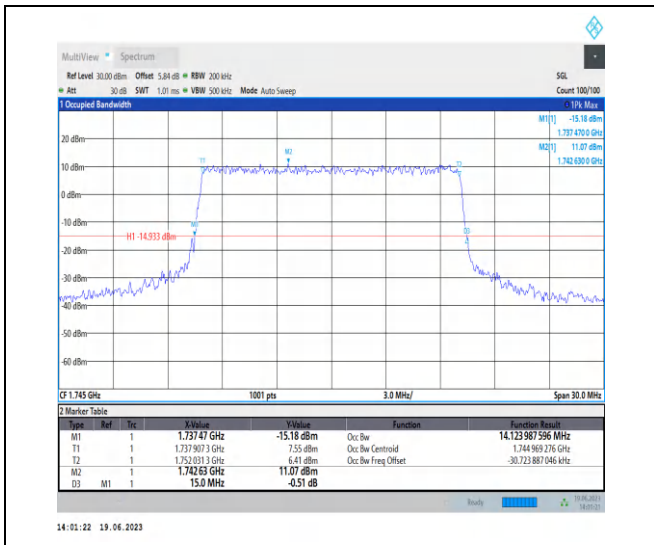 MultiView Spectrum
Ref Level 30.00 dBm Offset 5.84 dB RBW 200 kHz SGL
Att 30 dB SWT 1.01 ms VBW 500 kHz Mode Auto Sweep Count 100/100
1 Occupied Bandwidth 1Pk Max
M1[1] -15.18 dBm
1.737 470 0 GHz
M2[1] 11.07 dBm
1.742 630 0 GHz
20 dBm
M2
T1
T2
10 dBm
0 dBm
-10 dBm
M1
D3
H1 -14.933 dBm
-20 dBm
-30 dBm
-40 dBm
-50 dBm
-60 dBm
CF 1.745 GHz 1001 pts 3.0 MHz/ Span 30.0 MHz
2 Marker Table
Type Ref Trc X-Value Y-Value Function Function Result
M1 1 1.737 47 GHz -15.18 dBm Occ Bw 14.123 987 596 MHz
T1 1 1.737 907 3 GHz 7.55 dBm Occ Bw Centroid 1.744 969 276 GHz
T2 1 1.752 031 3 GHz 6.41 dBm Occ Bw Freq Offset -30.723 887 046 kHz
M2 1 1.742 63 GHz 11.07 dBm
D3 M1 1 15.0 MHz -0.51 dB
Ready 19.06.2023
14:01:21
14:01:22 19.06.2023